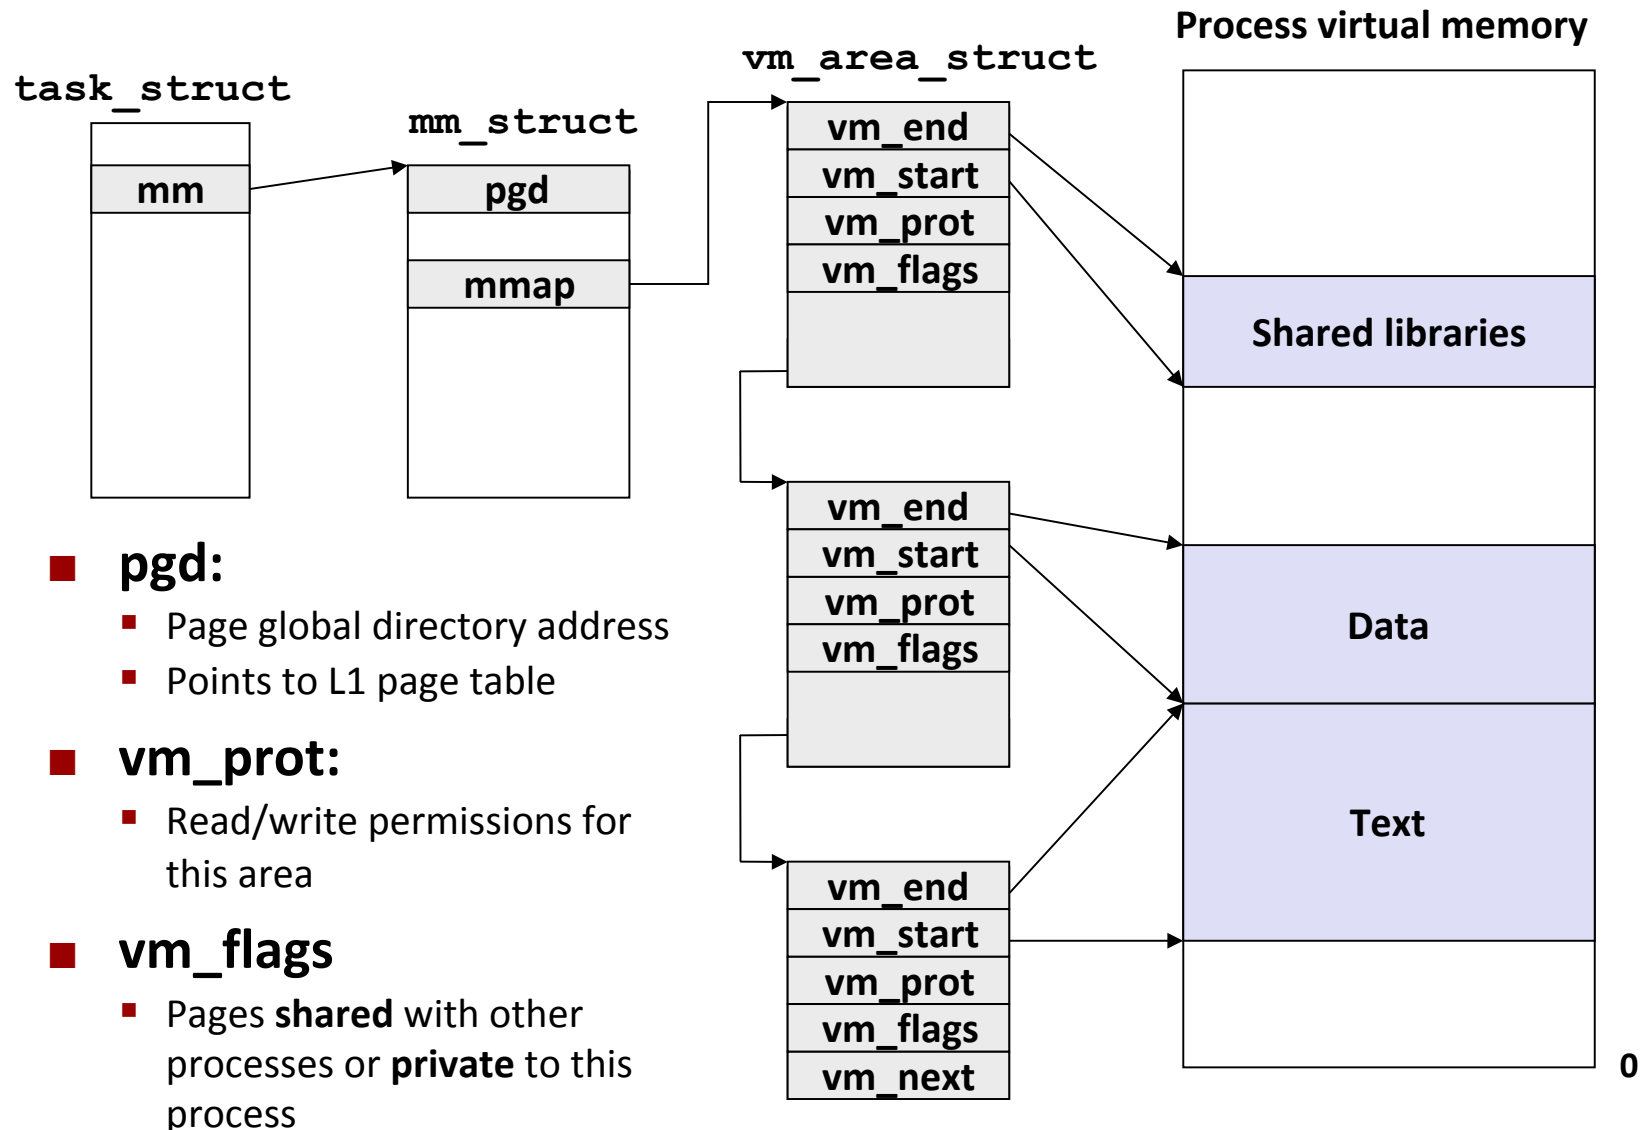 Process virtual memory
vm_area_struct
task_struct
mm_struct
mm
pgd
mmap
vm_end
vm_start
vm_prot
vm_flags
Shared libraries
vm_end
vm_start
vm_prot
vm_flags
Data
Text
vm_end
vm_start
vm_prot
vm_flags
vm_next
0
pgd:
Page global directory address
Points to L1 page table
vm_prot:
Read/write permissions for
this area
vm_flags
Pages shared with other
processes or private to this
process